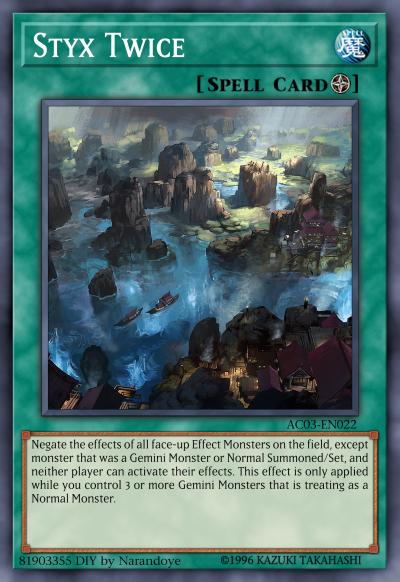 STYX TWICE
SPELL
魔
[SPELL CARD]
AC03-EN022
Negate the effects of all face-up Effect Monsters on the field, except
monster that was a Gemini Monster or Normal Summoned/Set, and
neither player can activate their effects. This effect is only applied
while you control 3 or more Gemini Monsters that is treating as a
Normal Monster.
81903355 DIY by Narandoye
©1996 KAZUKI TAKAHASHI